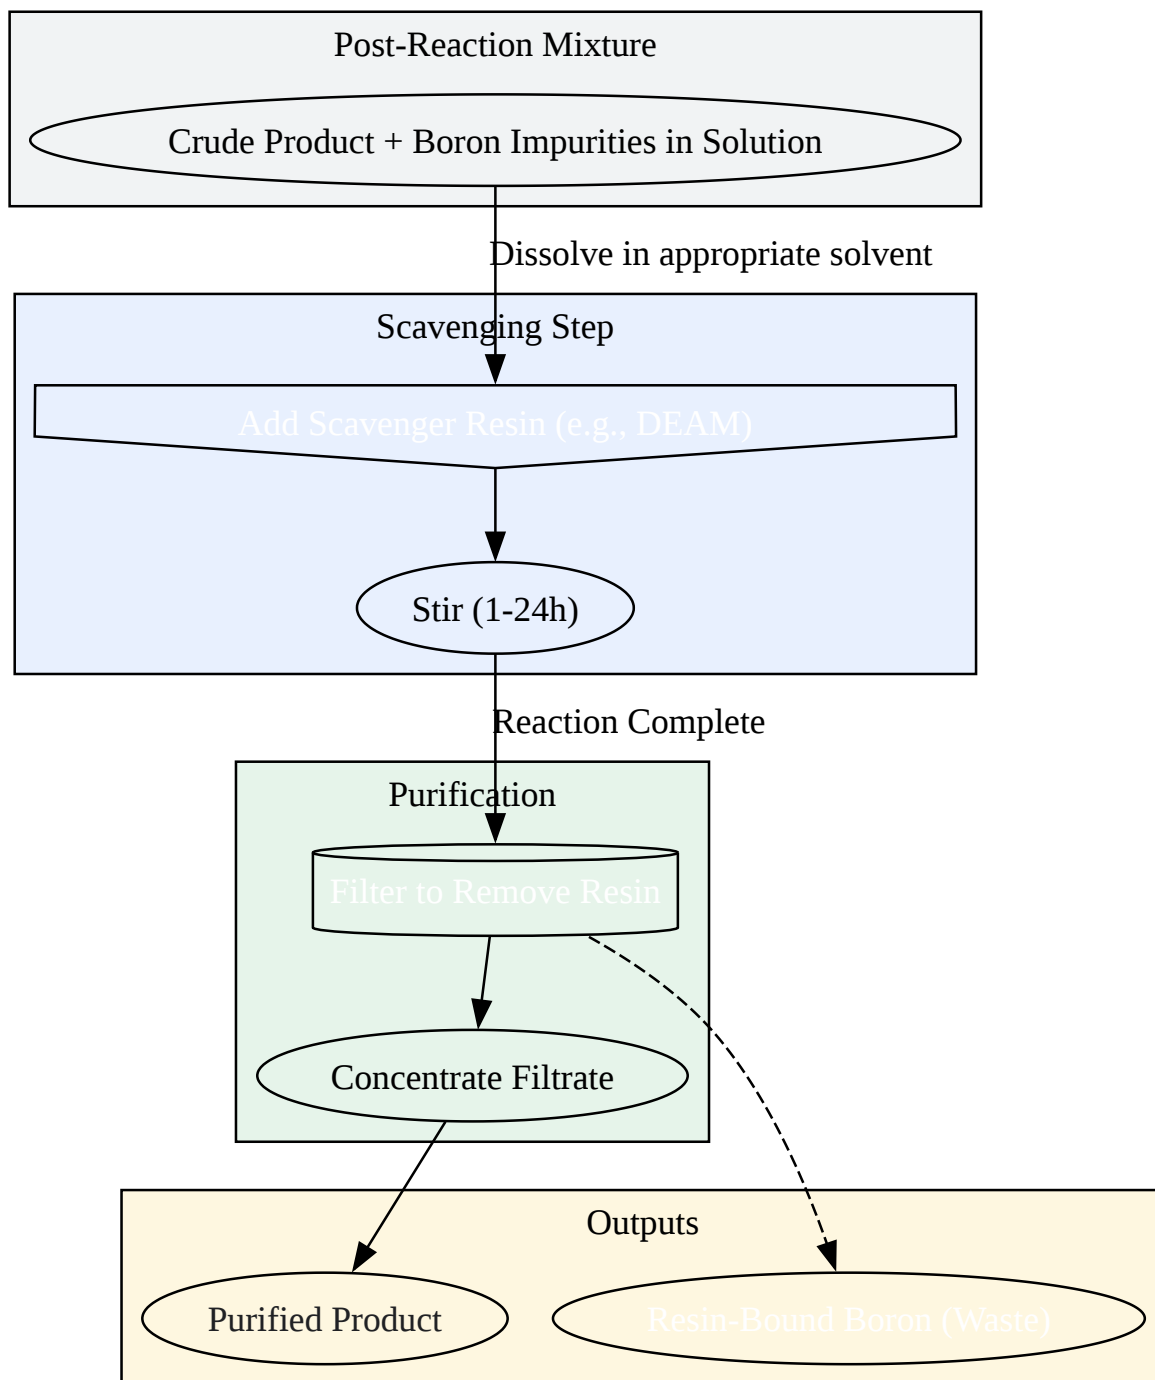 Post-Reaction Mixture
Crude Product + Boron Impurities in Solution
Dissolve in appropriate solvent
Scavenging Step
Add Scavenger Resin (e.g., DEAM)
Stir (1-24h)
Reaction Complete
Purification
Filter to Remove Resin
Concentrate Filtrate
Outputs
Purified Product
Resin-Bound Boron (Waste)